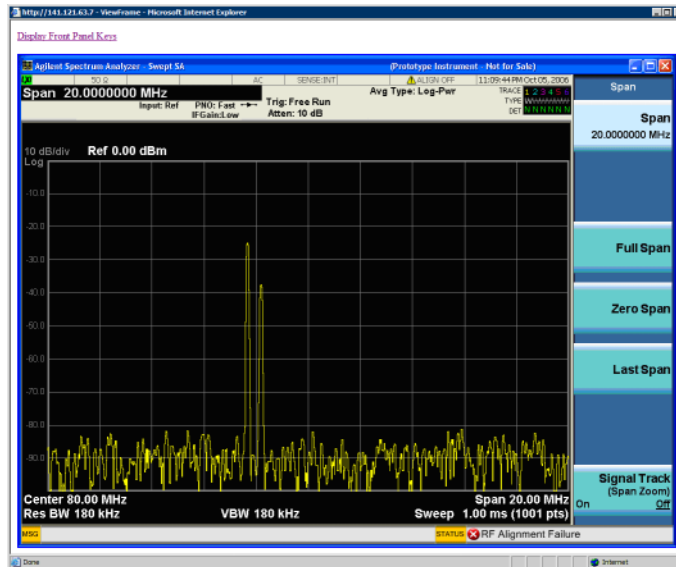 http://141.121.63.7 - ViewFrame - Microsoft Internet Explorer
Display Front Panel Keys
Agilent Spectrum Analyzer - Swept SA (Prototype Instrument - Not for Sale)
50 Ω AC SENSE:INT ALIGN OFF 11:09:44 PM Oct 05, 2006
Span 20.0000000 MHz
Input: Ref PNO: Fast Trig: Free Run Avg Type: Log-Pwr TRACE 1 2 3 4 5 6
IFGain:Low Atten: 10 dB TYPE
DET N N N N N N
10 dB/div Ref 0.00 dBm
Log
-10.0
-20.0
-30.0
-40.0
-50.0
-60.0
-70.0
-80.0
-90.0
Center 80.00 MHz Span 20.00 MHz
Res BW 180 kHz VBW 180 kHz Sweep 1.00 ms (1001 pts)
MSG STATUS RF Alignment Failure
Span
Span
20.0000000 MHz
Full Span
Zero Span
Last Span
Signal Track
(Span Zoom)
On Off
Done Internet